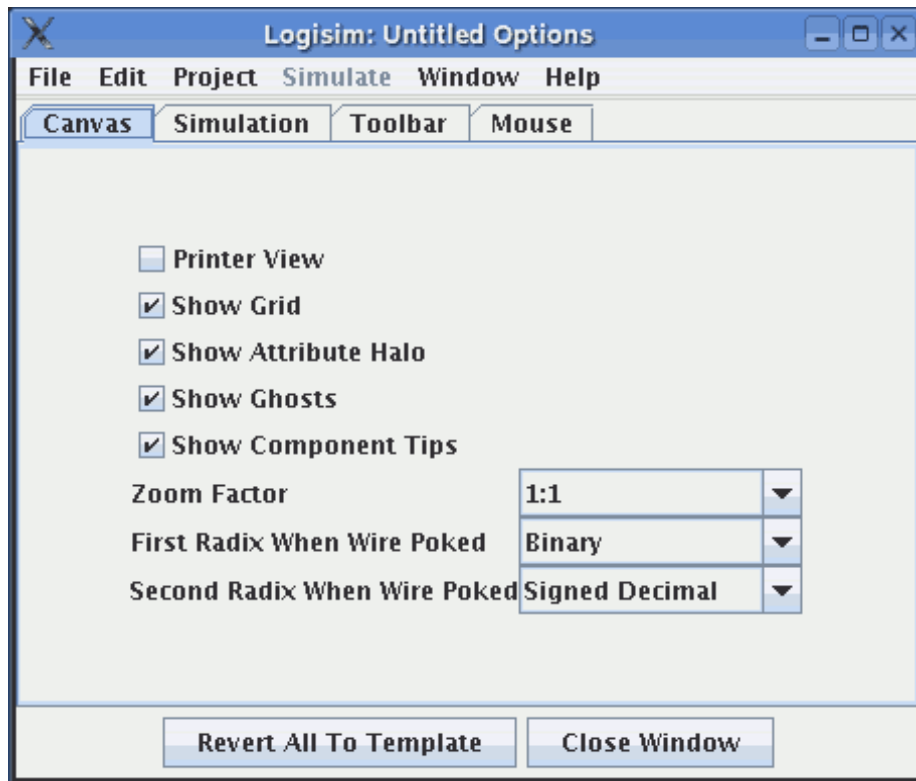 Logisim: Untitled Options
File Edit Project Simulate Window Help
Canvas Simulation Toolbar Mouse
Printer View
Show Grid
Show Attribute Halo
Show Ghosts
Show Component Tips
Zoom Factor 1:1
First Radix When Wire Poked Binary
Second Radix When Wire Poked Signed Decimal
Revert All To Template Close Window